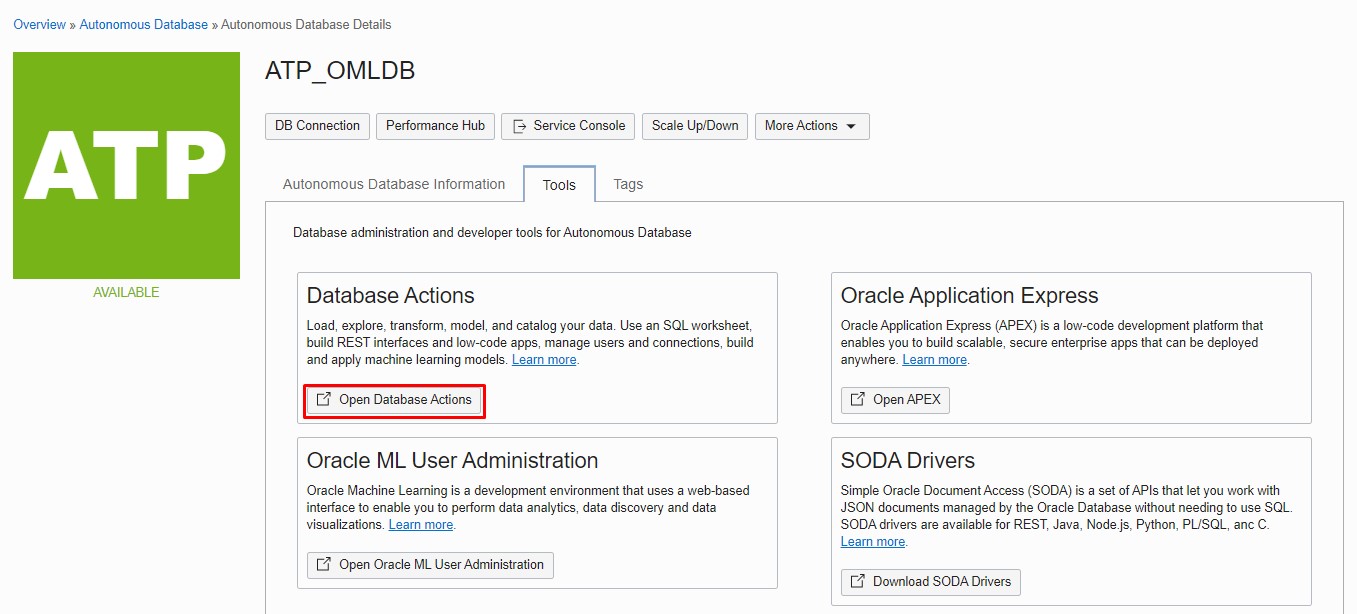 Overview » Autonomous Database » Autonomous Database Details
ATP
AVAILABLE
ATP_OMLDB
DB Connection
Performance Hub
Service Console
Scale Up/Down
More Actions
Autonomous Database Information
Tools
Tags
Database administration and developer tools for Autonomous Database
Database Actions
Load, explore, transform, model, and catalog your data. Use an SQL worksheet,
build REST interfaces and low-code apps, manage users and connections, build
and apply machine learning models. Learn more.
Open Database Actions
Oracle Application Express
Oracle Application Express (APEX) is a low-code development platform that
enables you to build scalable, secure enterprise apps that can be deployed
anywhere. Learn more.
Open APEX
Oracle ML User Administration
Oracle Machine Learning is a development environment that uses a web-based
interface to enable you to perform data analytics, data discovery and data
visualizations. Learn more.
Open Oracle ML User Administration
SODA Drivers
Simple Oracle Document Access (SODA) is a set of APIs that let you work with
JSON documents managed by the Oracle Database without needing to use SQL.
SODA drivers are available for REST, Java, Node.js, Python, PL/SQL, anc C.
Learn more.
Download SODA Drivers